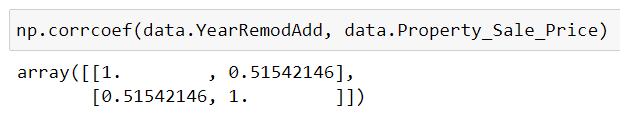 np.corrcoef(data.YearRemodAdd, data.Property_Sale_Price)
array([[1.        , 0.51542146],
       [0.51542146, 1.        ]])